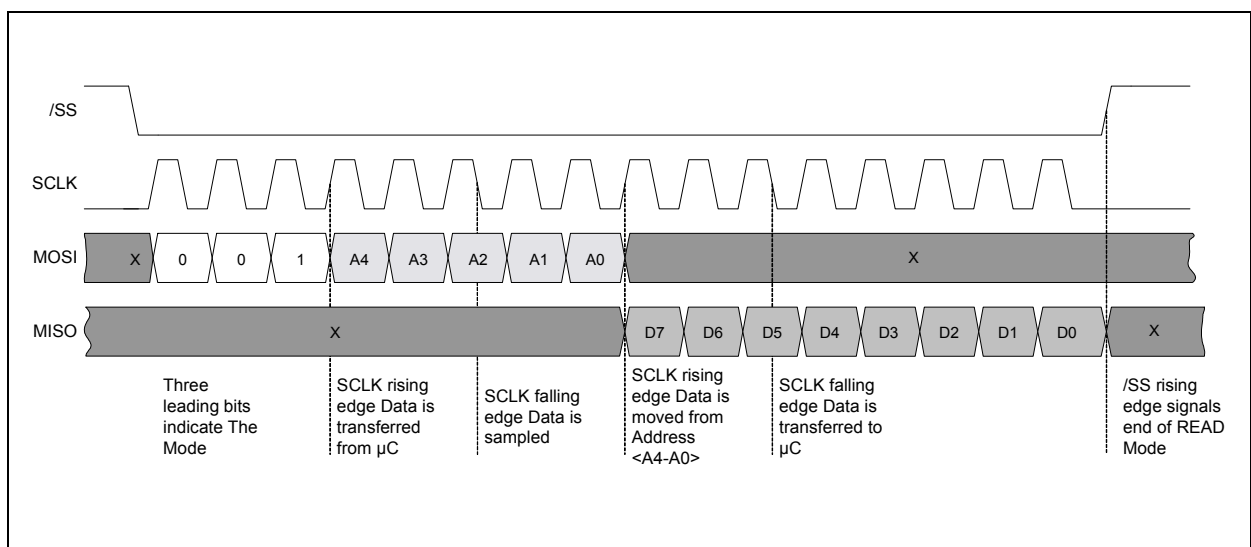 /SS
SCLK
MOSI X 0 0 1 A4 A3 A2 A1 A0 X
MISO X D7 D6 D5 D4 D3 D2 D1 D0 X
Three
leading bits
indicate The
Mode
SCLK rising
edge Data is
transferred
from µC
SCLK falling
edge Data is
sampled
SCLK rising
edge Data is
moved from
Address
<A4-A0>
SCLK falling
edge Data is
transferred to
µC
/SS rising
edge signals
end of READ
Mode